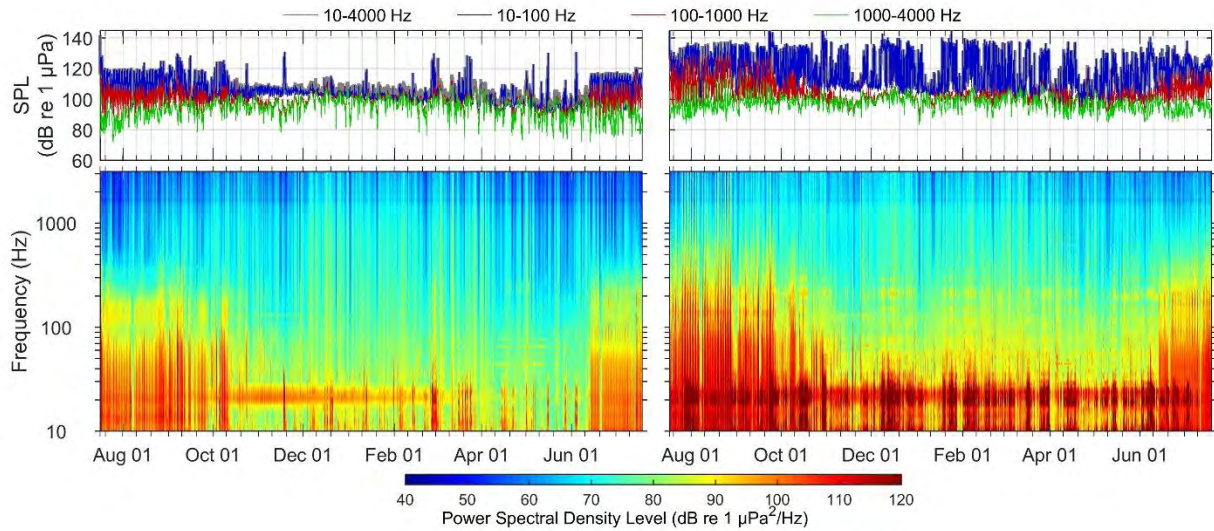 10-4000 Hz 10-100 Hz 100-1000 Hz 1000-4000 Hz
SPL
(dB re 1 µPa)
140
120
100
80
60
Frequency (Hz)
1000
100
10
Aug 01 Oct 01 Dec 01 Feb 01 Apr 01 Jun 01
Aug 01 Oct 01 Dec 01 Feb 01 Apr 01 Jun 01
40 50 60 70 80 90 100 110 120
Power Spectral Density Level (dB re 1 µPa²/Hz)